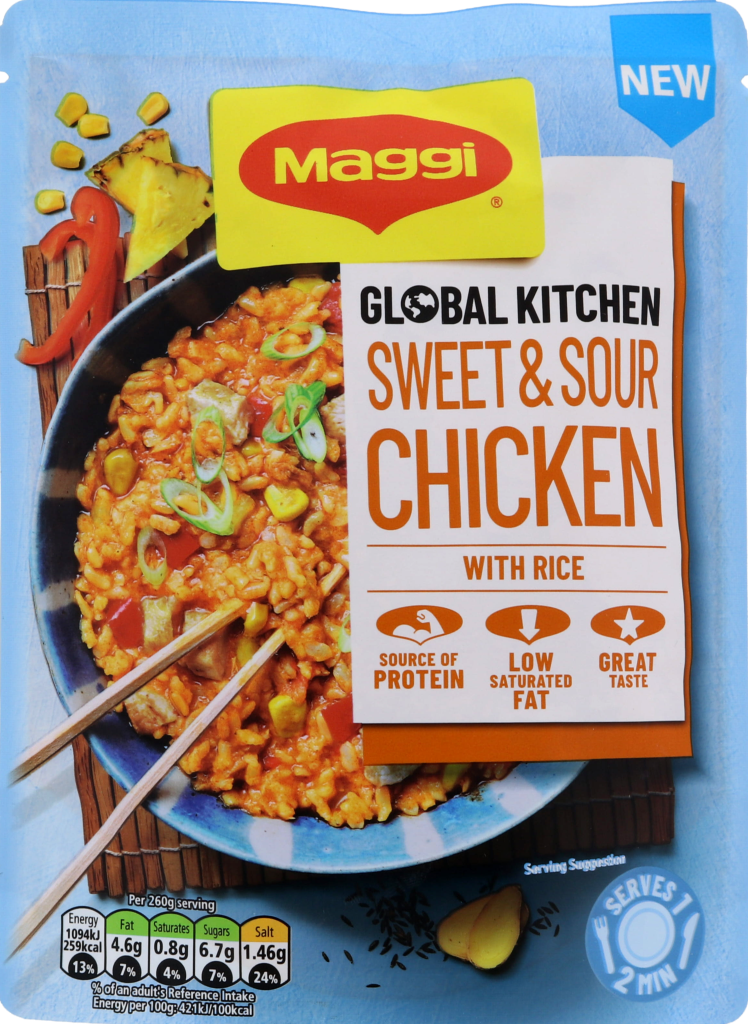 NEW
Maggi
®
GLOBAL KITCHEN
SWEET & SOUR
CHICKEN
WITH RICE
SOURCE OF
PROTEIN
LOW
SATURATED
FAT
GREAT
TASTE
Serving Suggestion
SERVES 1
2 MIN
Per 260g serving
Energy 1094kJ 259kcal 13%
Fat 4.6g 7%
Saturates 0.8g 4%
Sugars 6.7g 7%
Salt 1.46g 24%
% of an adult's Reference Intake
Energy per 100g: 421kJ/100kcal